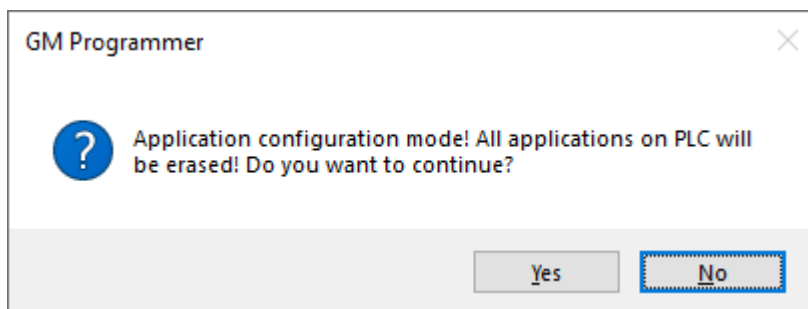 GM Programmer
Application configuration mode! All applications on PLC will
be erased! Do you want to continue?
Yes
No